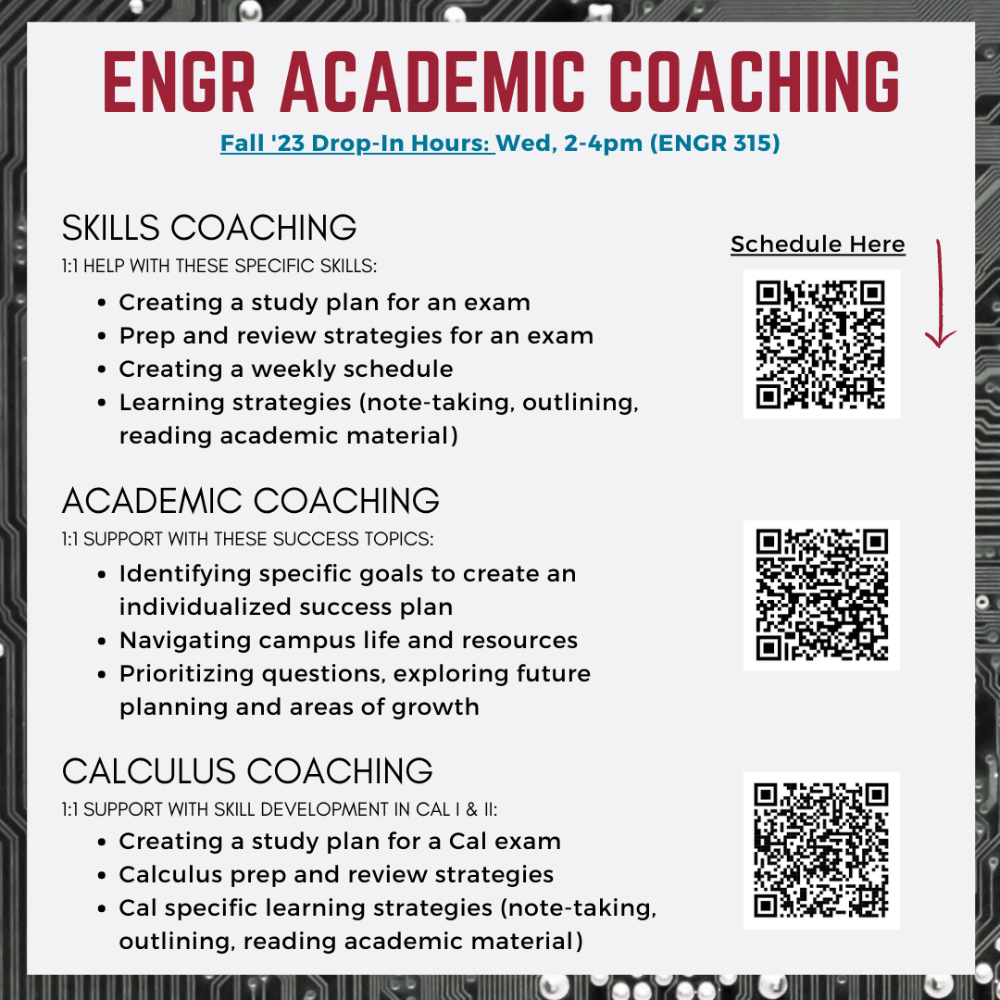 ENGR ACADEMIC COACHING
Fall '23 Drop-In Hours: Wed, 2-4pm (ENGR 315)
SKILLS COACHING
1:1 HELP WITH THESE SPECIFIC SKILLS:
• Creating a study plan for an exam
• Prep and review strategies for an exam
• Creating a weekly schedule
• Learning strategies (note-taking, outlining,
reading academic material)
Schedule Here
ACADEMIC COACHING
1:1 SUPPORT WITH THESE SUCCESS TOPICS:
• Identifying specific goals to create an
individualized success plan
• Navigating campus life and resources
• Prioritizing questions, exploring future
planning and areas of growth
CALCULUS COACHING
1:1 SUPPORT WITH SKILL DEVELOPMENT IN CAL I & II:
• Creating a study plan for a Cal exam
• Calculus prep and review strategies
• Cal specific learning strategies (note-taking,
outlining, reading academic material)